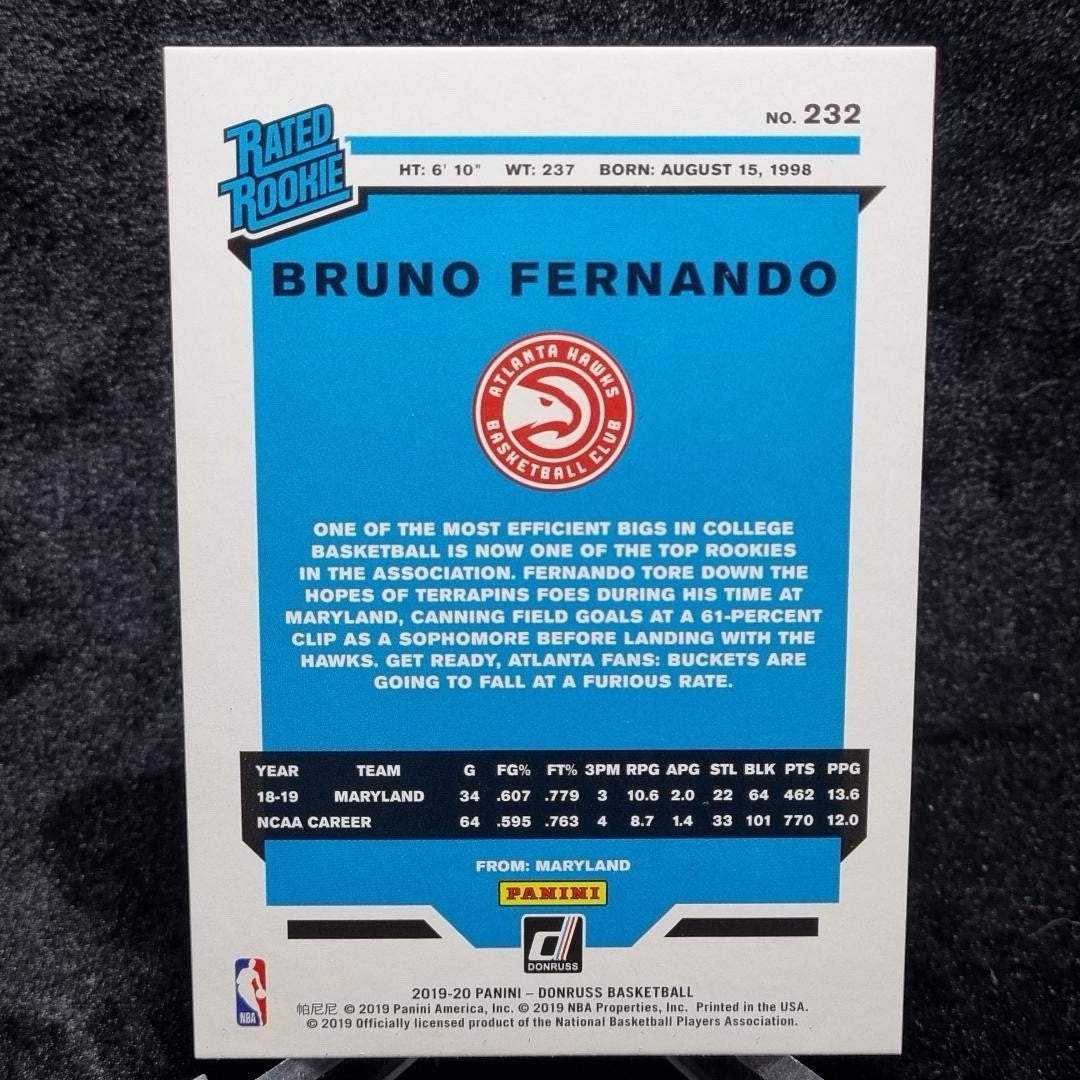 RATED
ROOKIE
NO. 232
HT: 6' 10" WT: 237 BORN: AUGUST 15, 1998
BRUNO FERNANDO
ATLANTA HAWKS
BASKETBALL CLUB
ONE OF THE MOST EFFICIENT BIGS IN COLLEGE
BASKETBALL IS NOW ONE OF THE TOP ROOKIES
IN THE ASSOCIATION. FERNANDO TORE DOWN THE
HOPES OF TERRAPINS FOES DURING HIS TIME AT
MARYLAND, CANNING FIELD GOALS AT A 61-PERCENT
CLIP AS A SOPHOMORE BEFORE LANDING WITH THE
HAWKS. GET READY, ATLANTA FANS: BUCKETS ARE
GOING TO FALL AT A FURIOUS RATE.
YEAR TEAM G FG% FT% 3PM RPG APG STL BLK PTS PPG
18-19 MARYLAND 34 .607 .779 3 10.6 2.0 22 64 462 13.6
NCAA CAREER 64 .595 .763 4 8.7 1.4 33 101 770 12.0
FROM: MARYLAND
PANINI
d
DONRUSS
NBA
2019-20 PANINI – DONRUSS BASKETBALL
帕尼尼 © 2019 Panini America, Inc. © 2019 NBA Properties, Inc. Printed in the USA.
© 2019 Officially licensed product of the National Basketball Players Association.